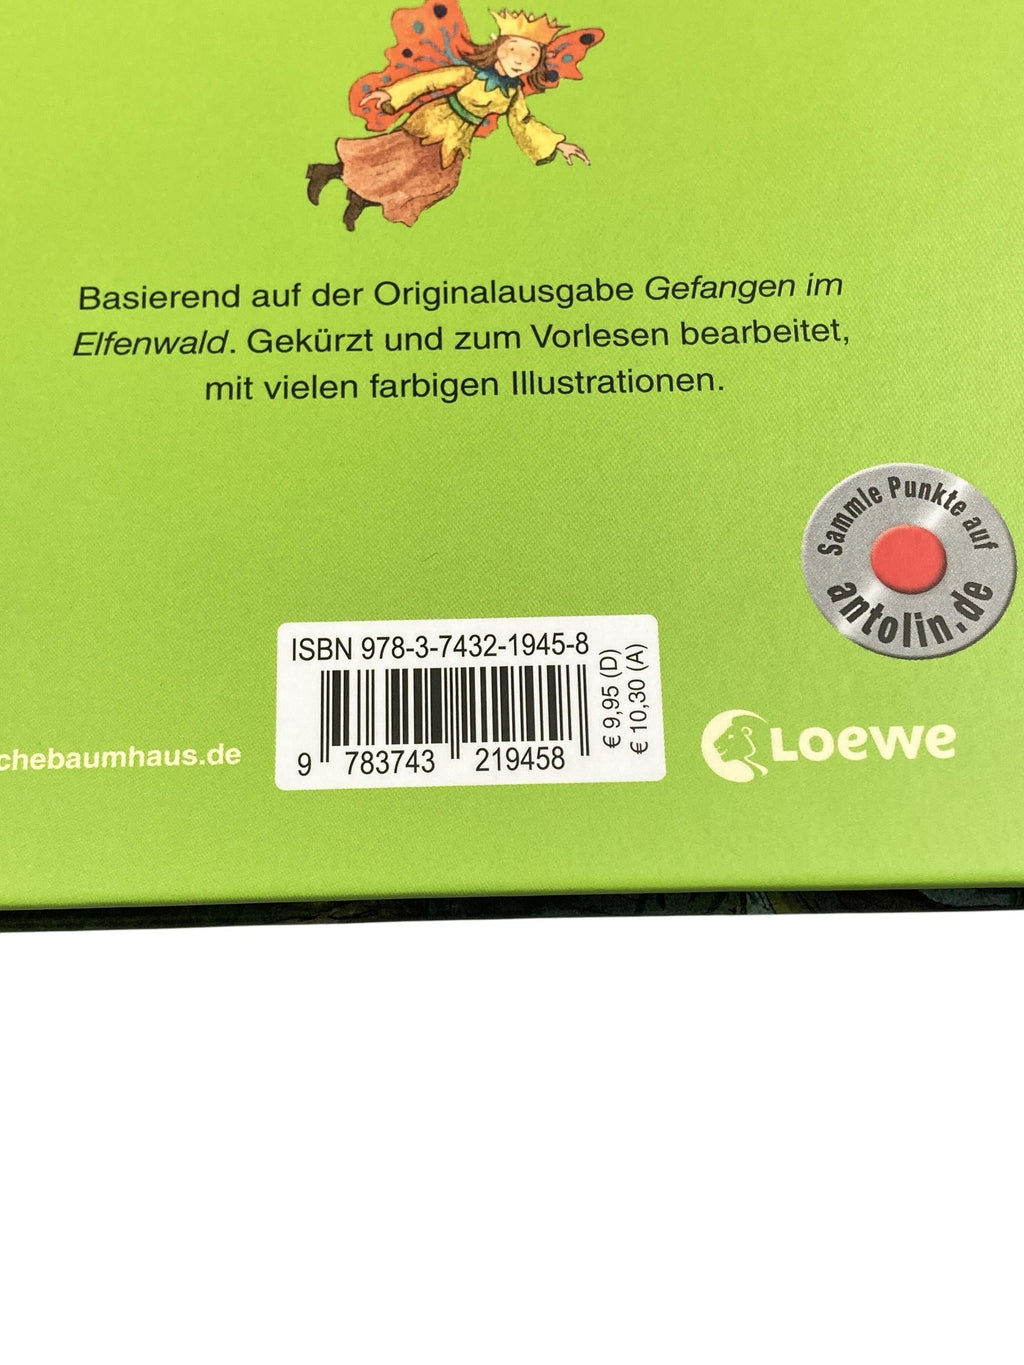 Basierend auf der Originalausgabe Gefangen im
Elfenwald. Gekürzt und zum Vorlesen bearbeitet,
mit vielen farbigen Illustrationen.
Sammle Punkte auf
antolin.de
ISBN 978-3-7432-1945-8
9 783743 219458
€ 9,95 (D)
€ 10,30 (A)
chebaumhaus.de
Loewe